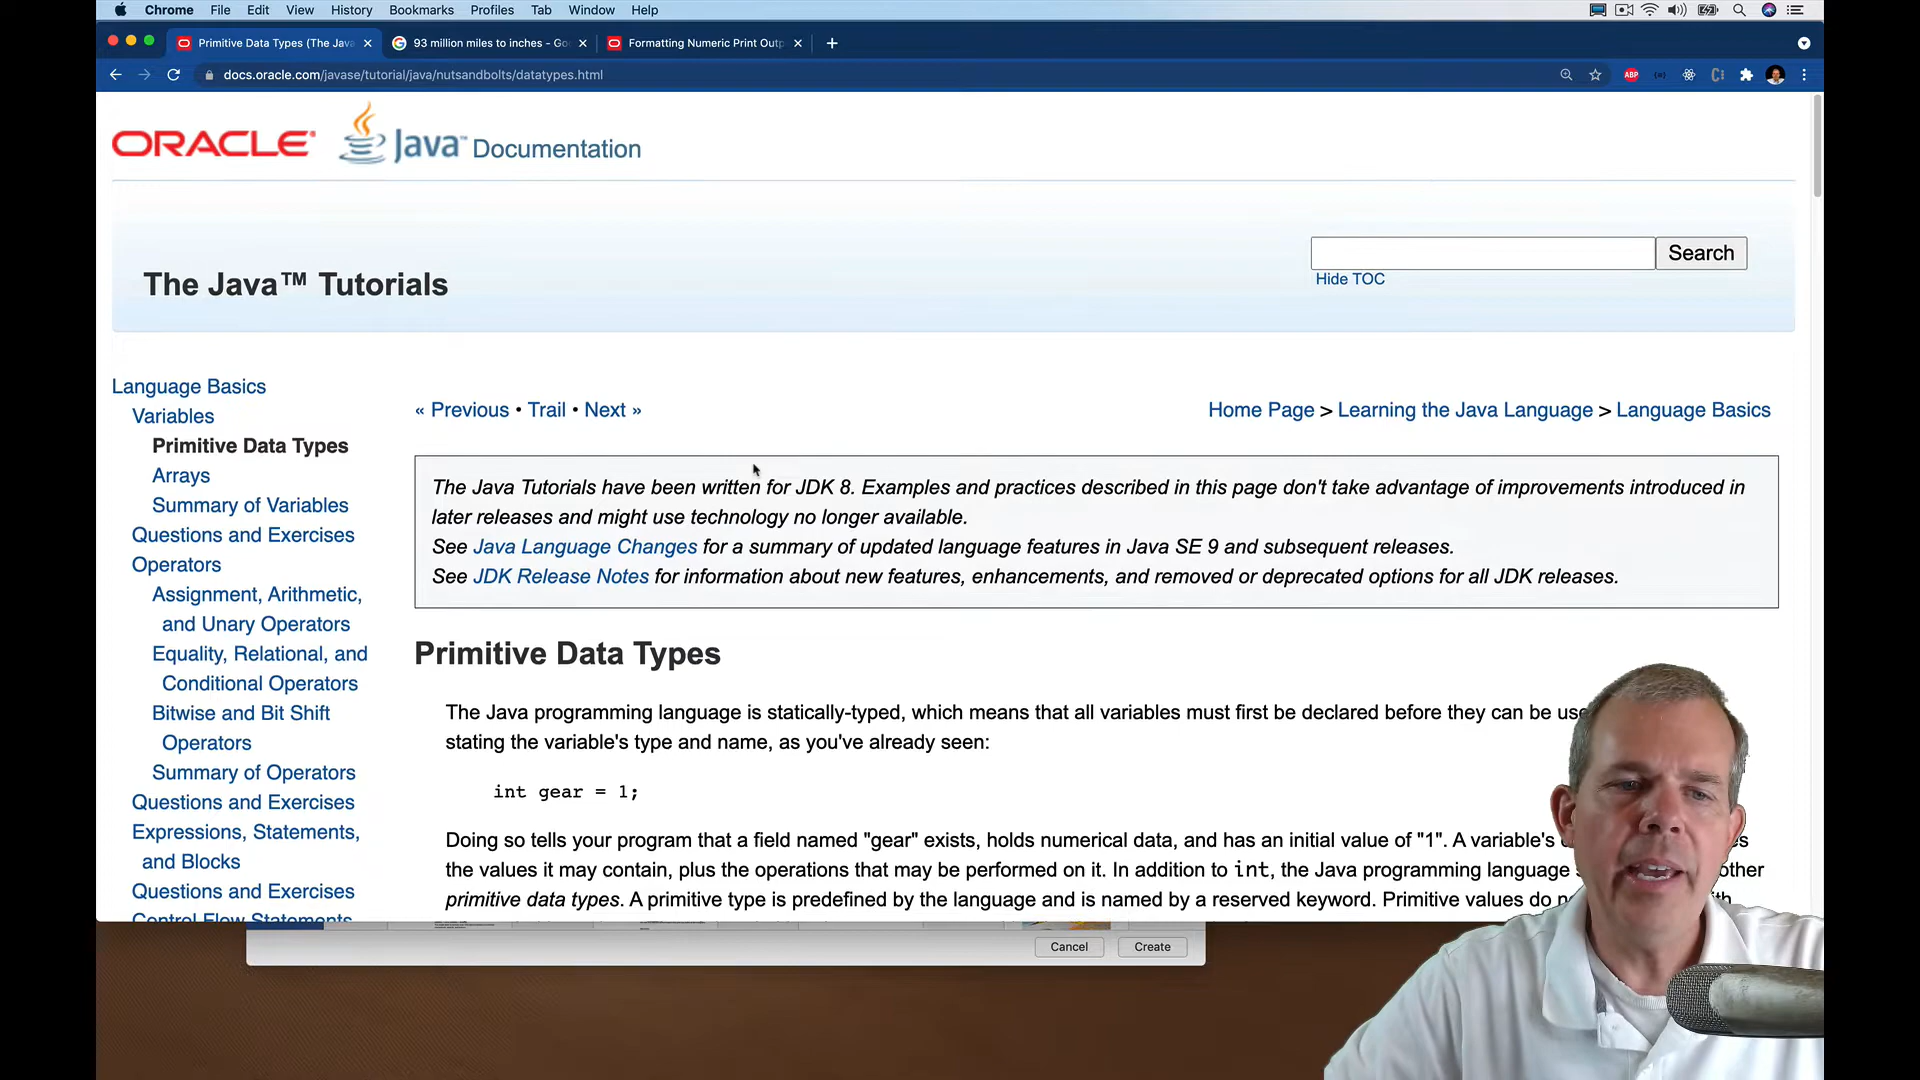 Chrome File Edit View History Bookmarks Profiles Tab Window Help
Primitive Data Types (The Java 93 million miles to inches - Go Formatting Numeric Print Outp
docs.oracle.com/javase/tutorial/java/nutsandbolts/datatypes.html
ABP
ORACLE Java™ Documentation
The Java™ Tutorials
Search
Hide TOC
Language Basics
Variables
Primitive Data Types
Arrays
Summary of Variables
Questions and Exercises
Operators
Assignment, Arithmetic,
and Unary Operators
Equality, Relational, and
Conditional Operators
Bitwise and Bit Shift
Operators
Summary of Operators
Questions and Exercises
Expressions, Statements,
and Blocks
Questions and Exercises
Control Flow Statements
« Previous • Trail • Next »
Home Page > Learning the Java Language > Language Basics
The Java Tutorials have been written for JDK 8. Examples and practices described in this page don't take advantage of improvements introduced in
later releases and might use technology no longer available.
See Java Language Changes for a summary of updated language features in Java SE 9 and subsequent releases.
See JDK Release Notes for information about new features, enhancements, and removed or deprecated options for all JDK releases.
Primitive Data Types
The Java programming language is statically-typed, which means that all variables must first be declared before they can be use
stating the variable's type and name, as you've already seen:
int gear = 1;
Doing so tells your program that a field named "gear" exists, holds numerical data, and has an initial value of "1". A variable's
the values it may contain, plus the operations that may be performed on it. In addition to int, the Java programming language other
primitive data types. A primitive type is predefined by the language and is named by a reserved keyword. Primitive values do
Cancel Create